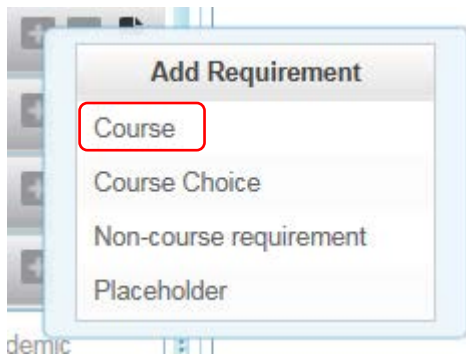 Add Requirement
Course
Course Choice
Non-course requirement
Placeholder
demic